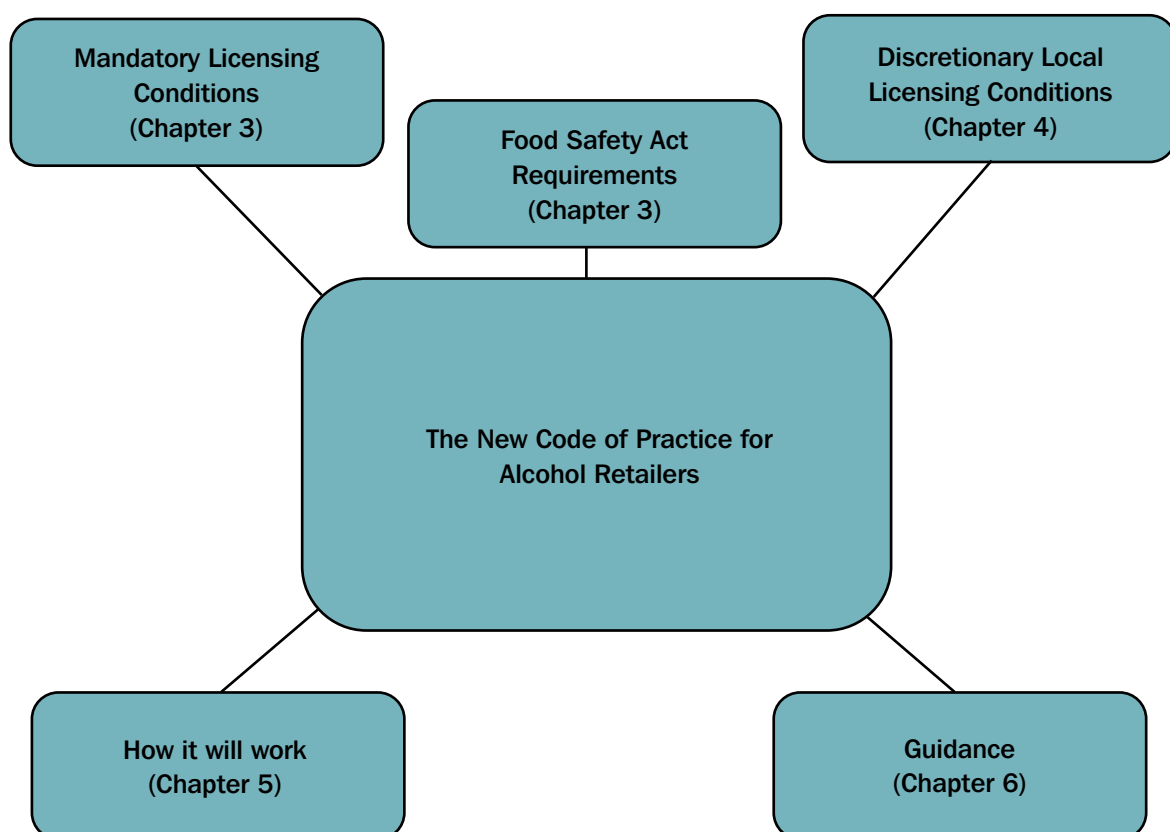 Mandatory Licensing
Conditions
(Chapter 3)
Food Safety Act
Requirements
(Chapter 3)
Discretionary Local
Licensing Conditions
(Chapter 4)
The New Code of Practice for
Alcohol Retailers
How it will work
(Chapter 5)
Guidance
(Chapter 6)